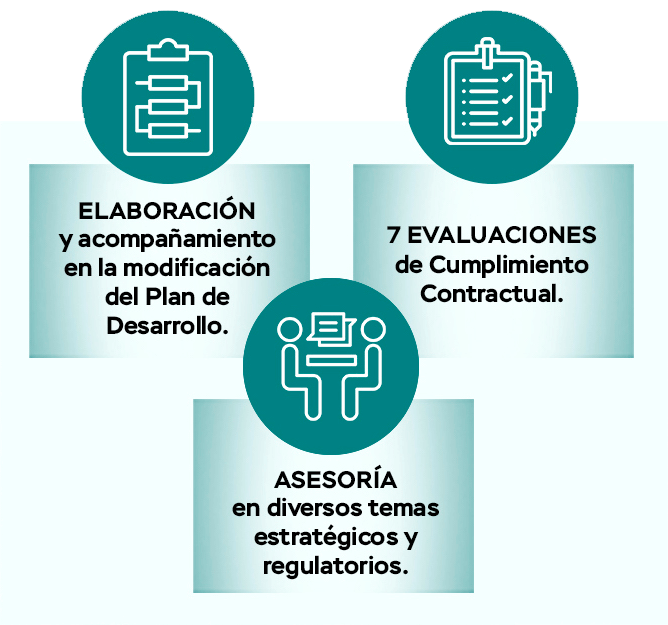 ELABORACIÓN
y acompañamiento
en la modificación
del Plan de
Desarrollo.
7 EVALUACIONES
de Cumplimiento
Contractual.
ASESORÍA
en diversos temas
estratégicos y
regulatorios.